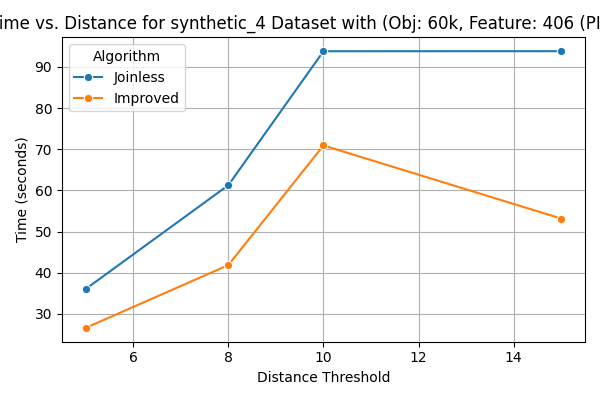 ime vs. Distance for synthetic_4 Dataset with (Obj: 60k, Feature: 406 (PI
Algorithm
Joinless
Improved
90
80
70
60
50
40
30
Time (seconds)
6 8 10 12 14
Distance Threshold